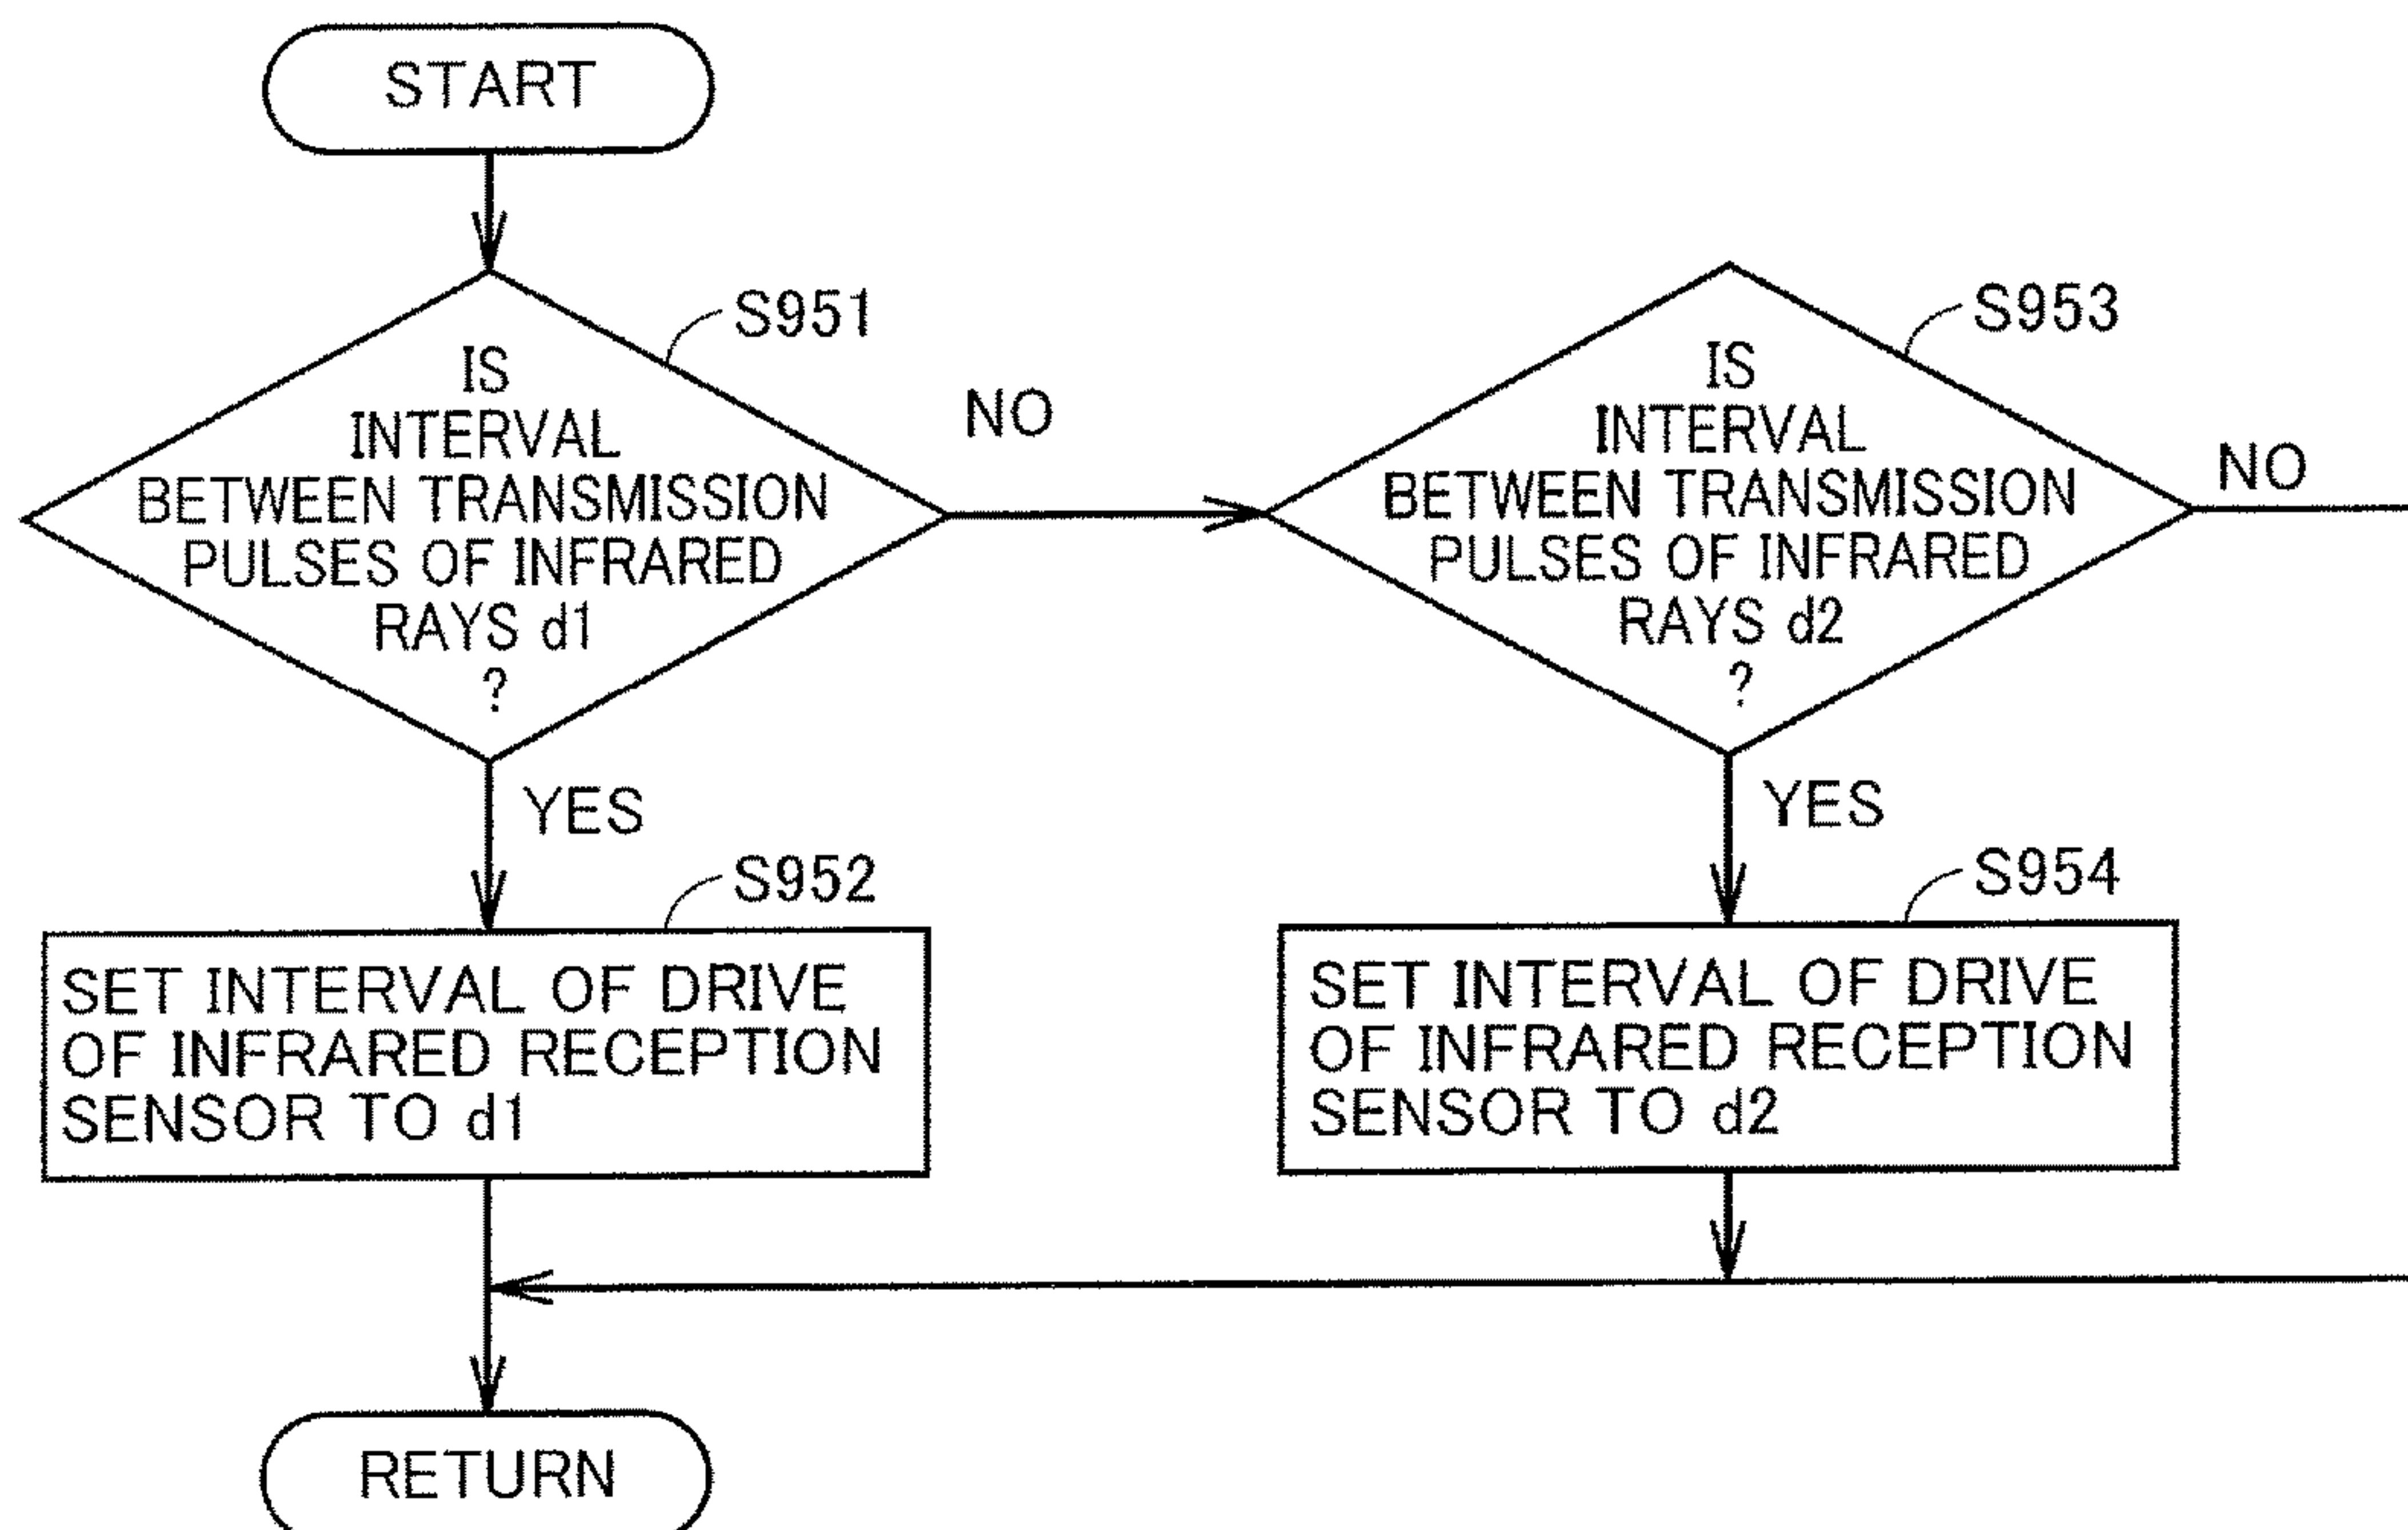 START
S951
IS
INTERVAL
BETWEEN TRANSMISSION
PULSES OF INFRARED
RAYS d1
?
NO
S953
IS
INTERVAL
BETWEEN TRANSMISSION
PULSES OF INFRARED
RAYS d2
?
NO
YES
S952
SET INTERVAL OF DRIVE
OF INFRARED RECEPTION
SENSOR TO d1
YES
S954
SET INTERVAL OF DRIVE
OF INFRARED RECEPTION
SENSOR TO d2
RETURN